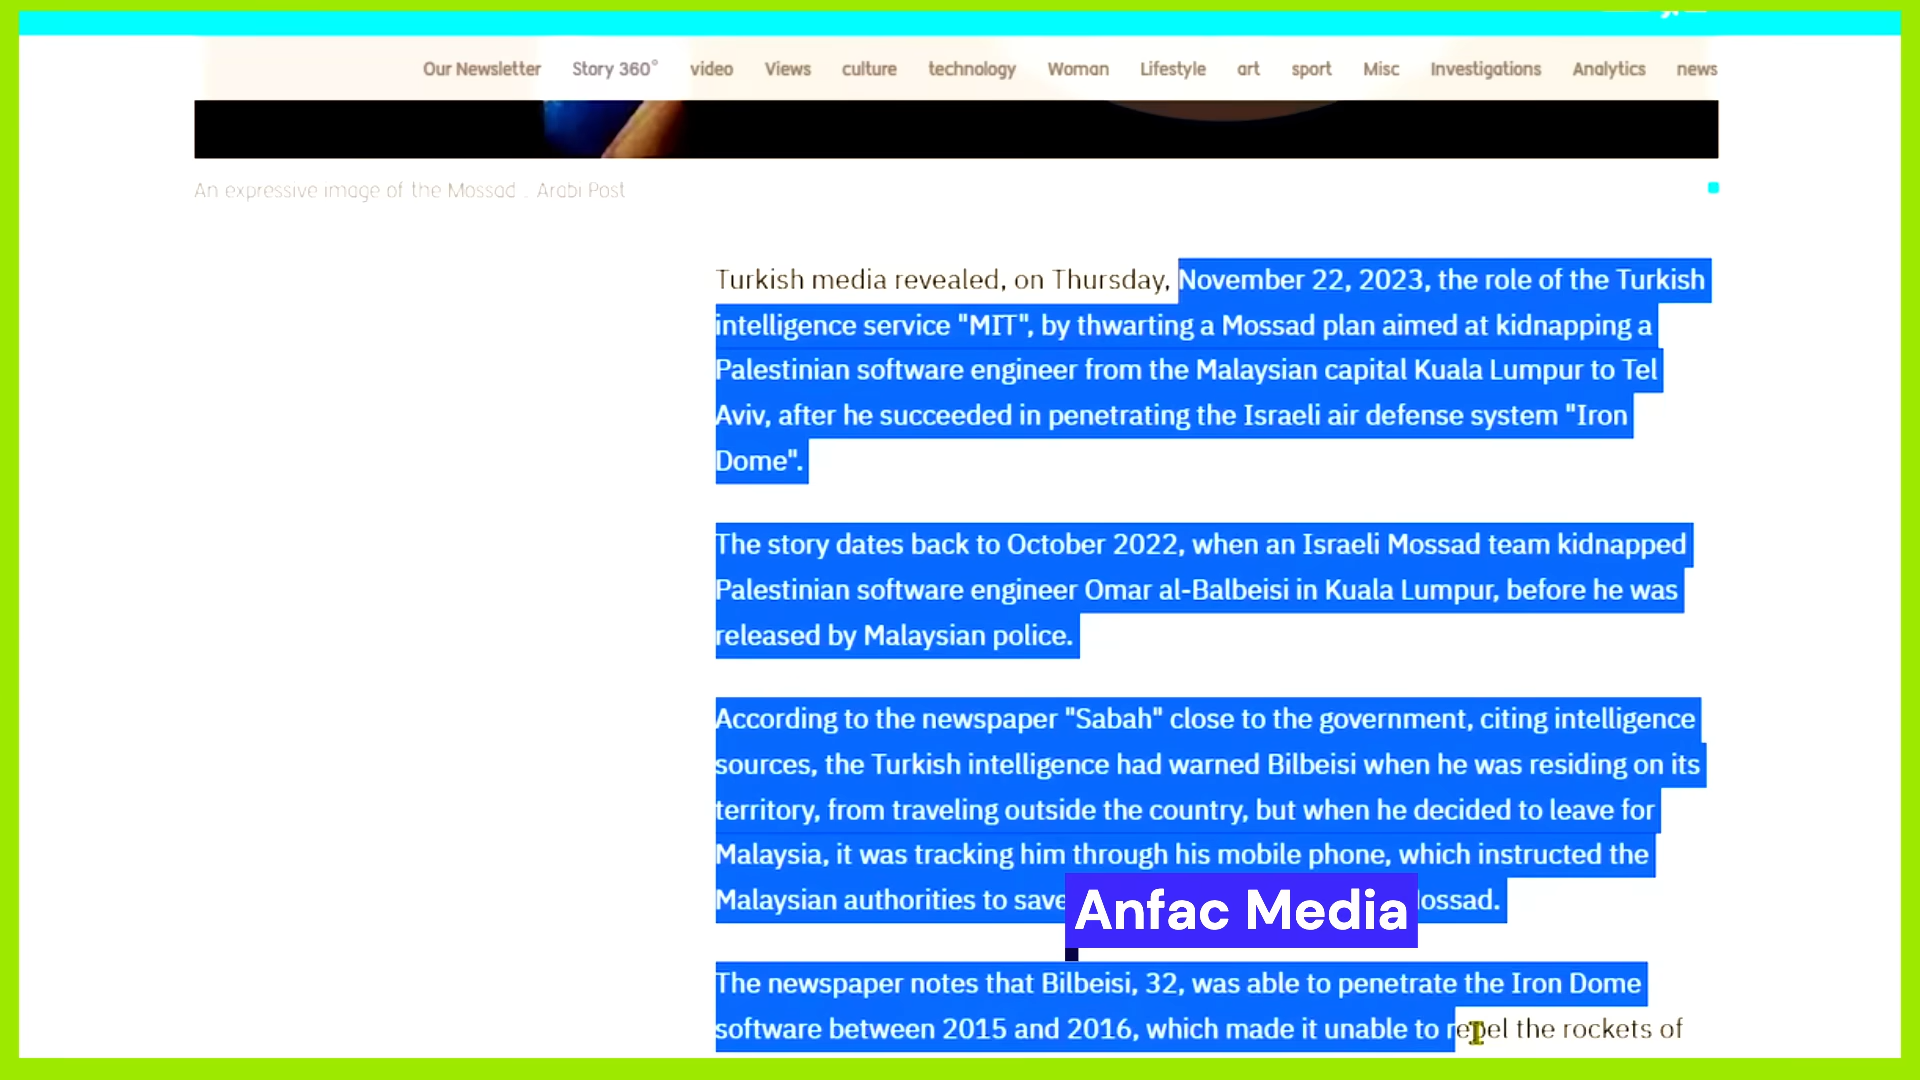 Our Newsletter Story 360° video Views culture technology Woman Lifestyle art sport Misc Investigations Analytics news
An expressive image of the Mossad _ Arabi Post
Turkish media revealed, on Thursday, November 22, 2023, the role of the Turkish
intelligence service "MIT", by thwarting a Mossad plan aimed at kidnapping a
Palestinian software engineer from the Malaysian capital Kuala Lumpur to Tel
Aviv, after he succeeded in penetrating the Israeli air defense system "Iron
Dome".
The story dates back to October 2022, when an Israeli Mossad team kidnapped
Palestinian software engineer Omar al-Balbeisi in Kuala Lumpur, before he was
released by Malaysian police.
According to the newspaper "Sabah" close to the government, citing intelligence
sources, the Turkish intelligence had warned Bilbeisi when he was residing on its
territory, from traveling outside the country, but when he decided to leave for
Malaysia, it was tracking him through his mobile phone, which instructed the
Malaysian authorities to save ossad.
Anfac Media
The newspaper notes that Bilbeisi, 32, was able to penetrate the Iron Dome
software between 2015 and 2016, which made it unable to repel the rockets of